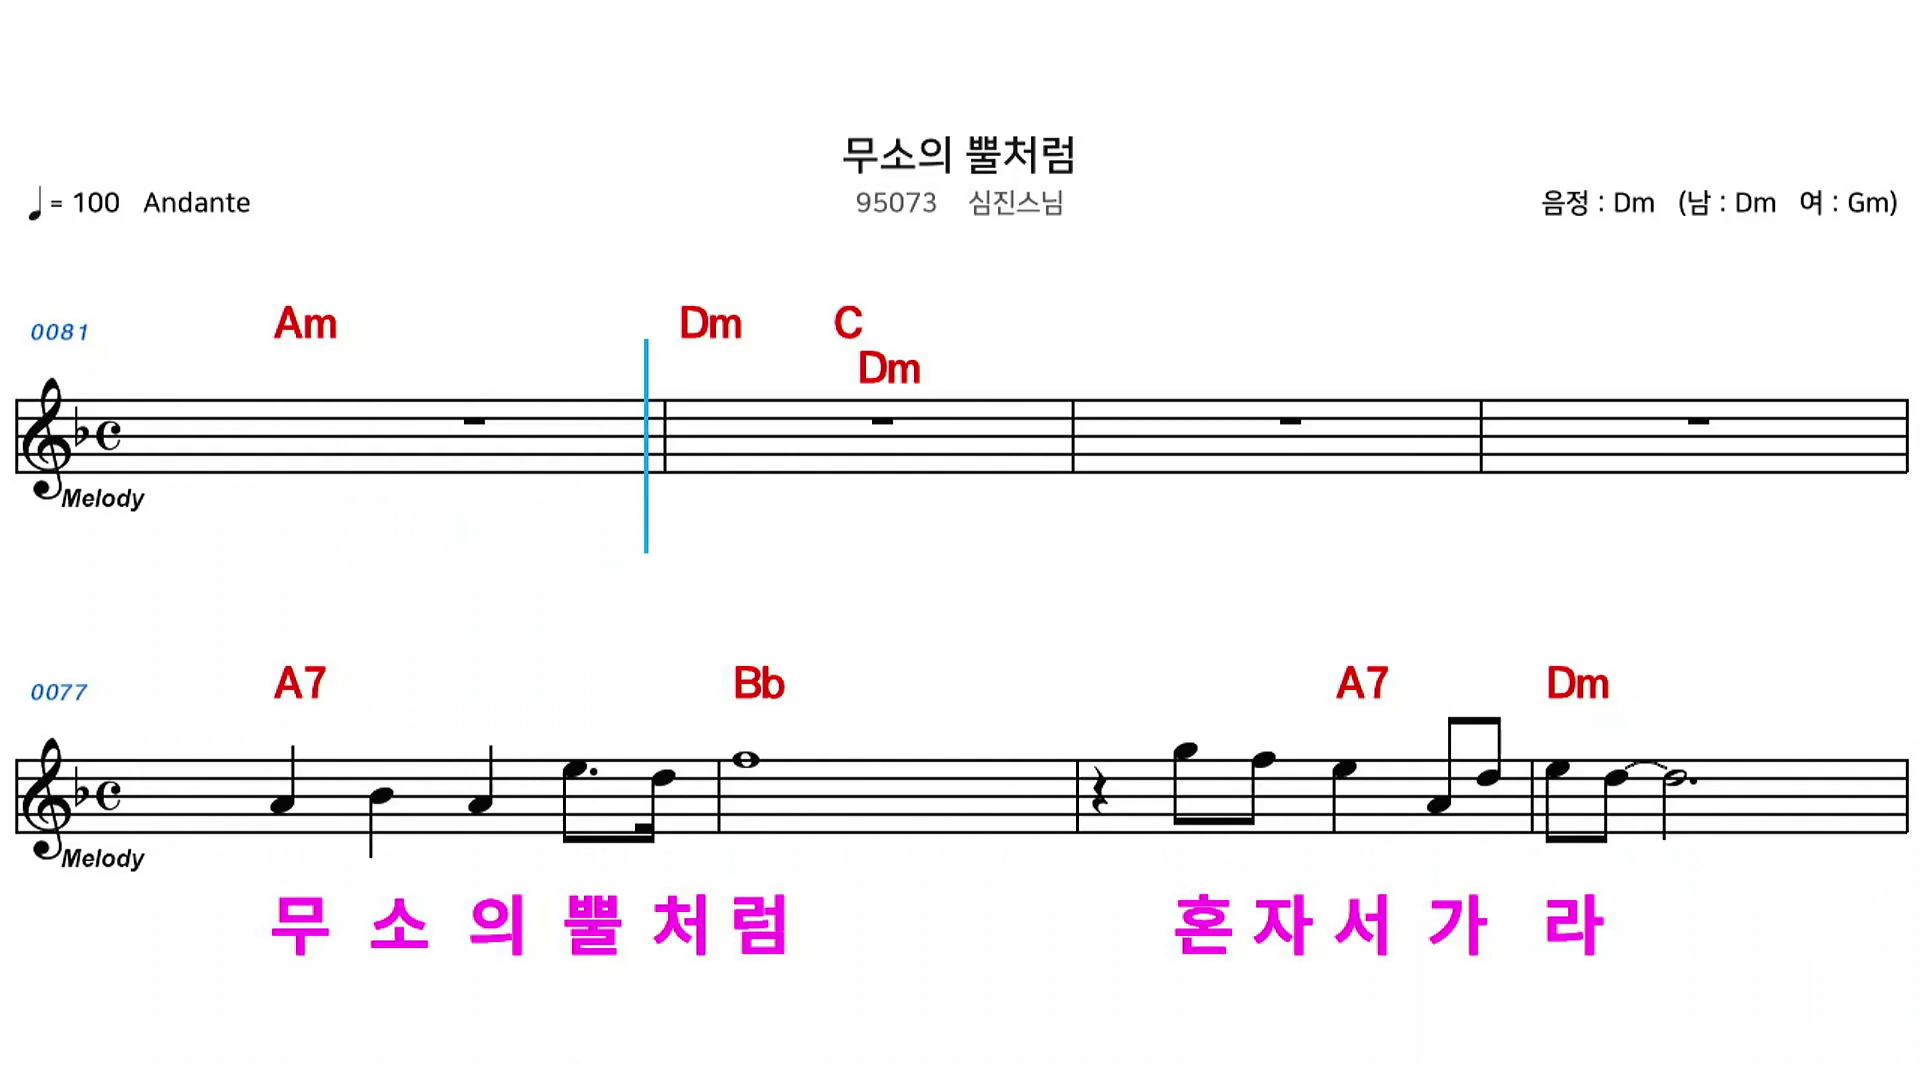 무소의 뿔처럼
= 100 Andante
95073 심진스님
음정 : Dm (남 : Dm 여 : Gm)
0081
Am Dm C
Dm
Melody
0077
A7 Bb A7 Dm
Melody
무 소 의 뿔 처 럼 혼 자 서 가 라